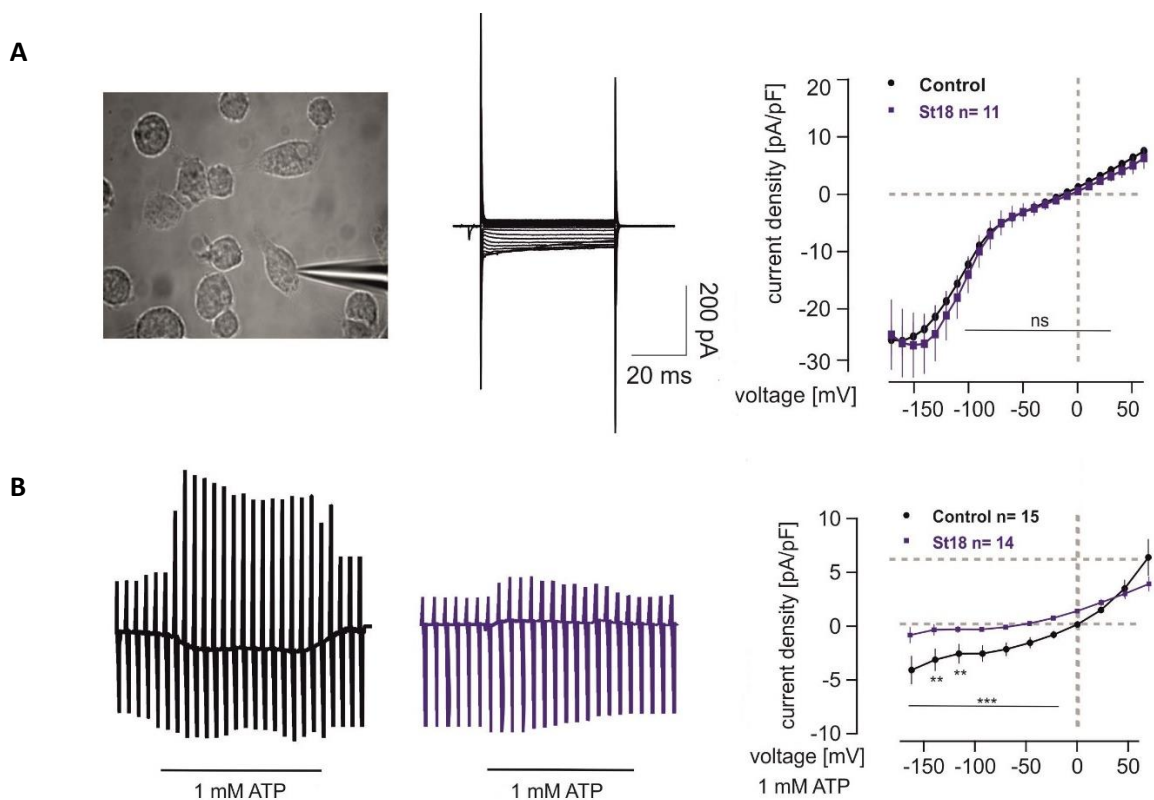 A
200 pA
20 ms
current density [pA/pF]
20
10
0
-10
-20
-30
Control
St18 n= 11
ns
voltage [mV]
-150 -100 -50 0 50
B
1 mM ATP
1 mM ATP
current density [pA/pF]
10
5
0
-5
-10
Control n= 15
St18 n= 14
** **
***
voltage [mV]
-150 -100 -50 0 50
1 mM ATP